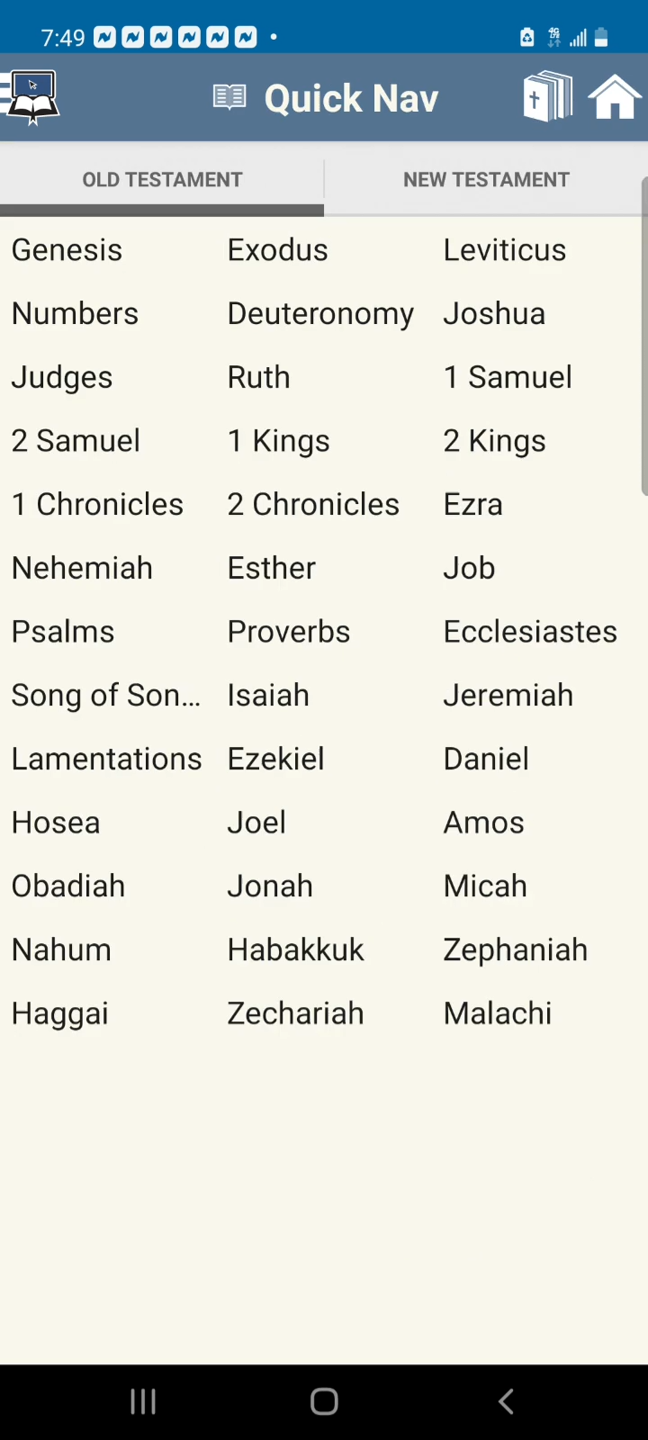 7:49
Quick Nav
OLD TESTAMENT NEW TESTAMENT
Genesis Exodus Leviticus
Numbers Deuteronomy Joshua
Judges Ruth 1 Samuel
2 Samuel 1 Kings 2 Kings
1 Chronicles 2 Chronicles Ezra
Nehemiah Esther Job
Psalms Proverbs Ecclesiastes
Song of Son... Isaiah Jeremiah
Lamentations Ezekiel Daniel
Hosea Joel Amos
Obadiah Jonah Micah
Nahum Habakkuk Zephaniah
Haggai Zechariah Malachi